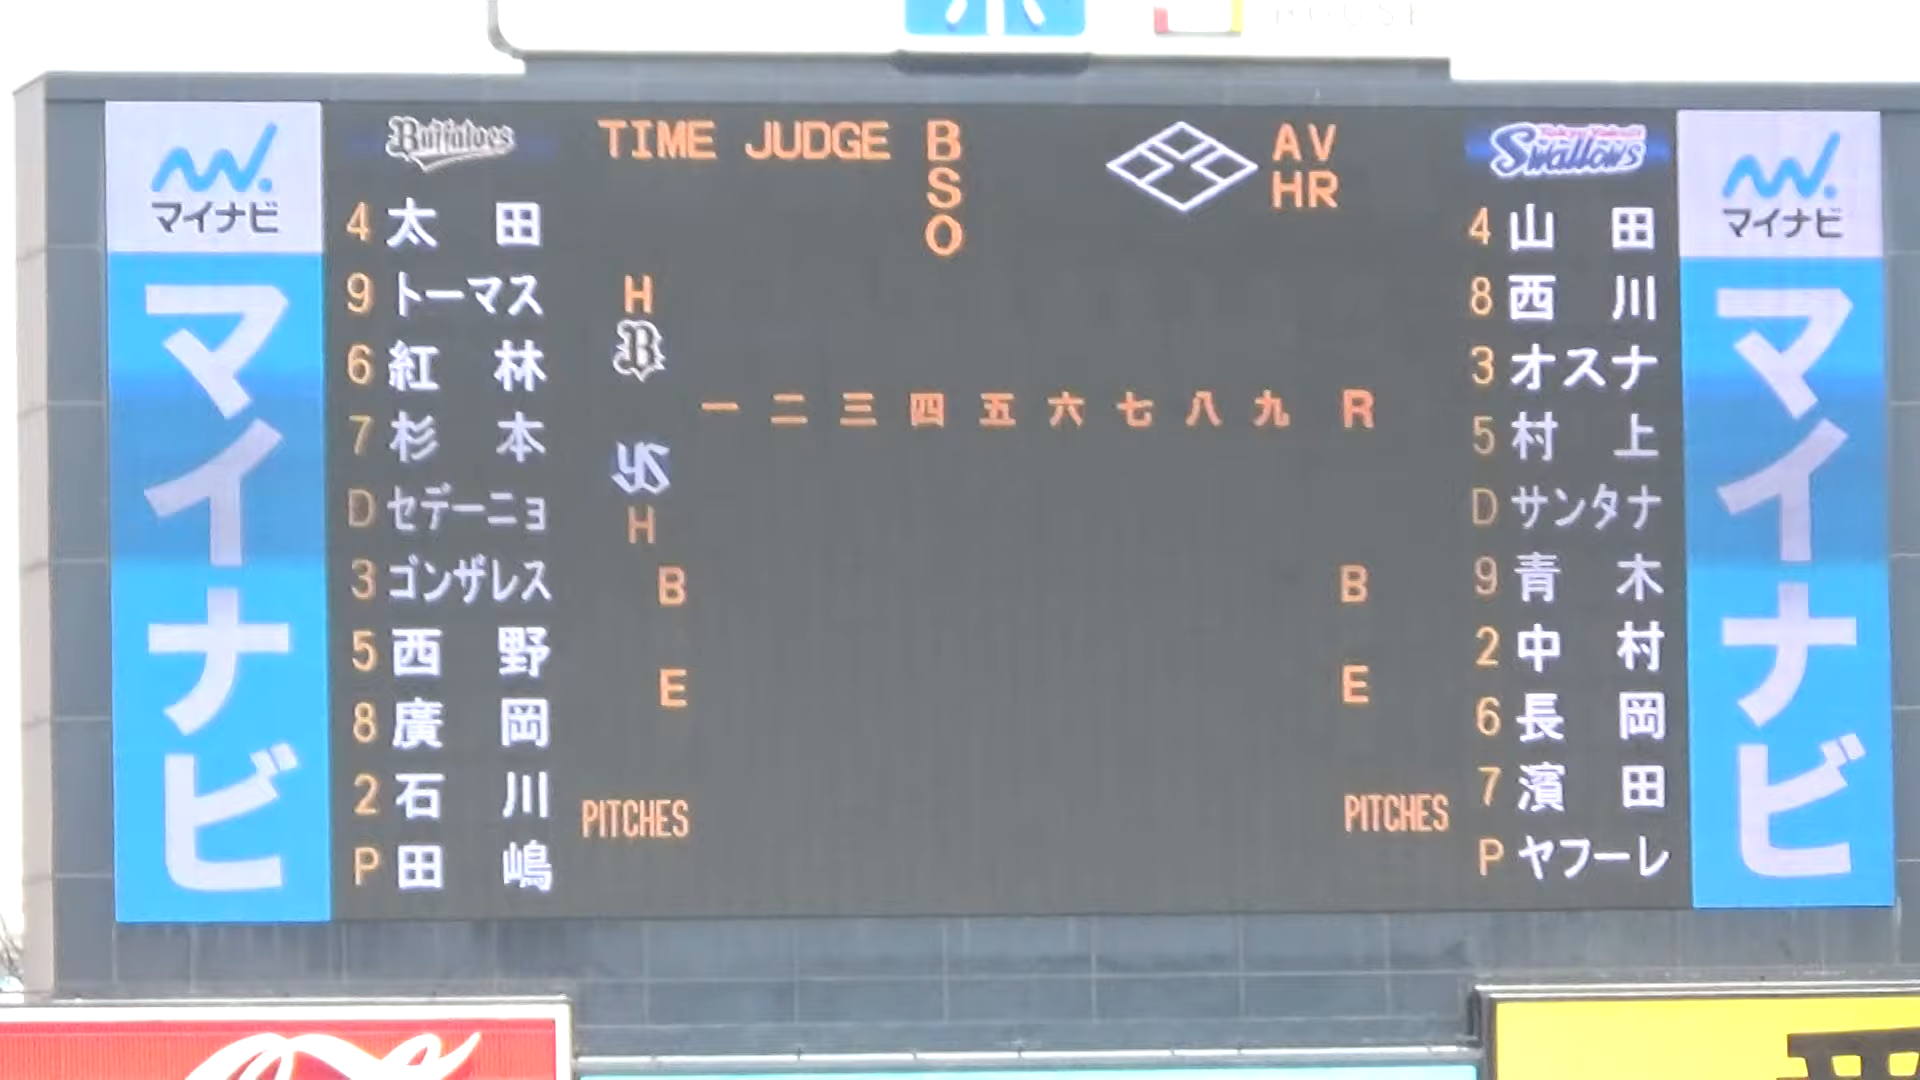 HOUSE
マイナビ
マイナビ
Buffaloes
4 太田
9 トーマス
6 紅林
7 杉本
D セデーニョ
3 ゴンザレス
5 西野
8 廣岡
2 石川
P 田嶋
TIME JUDGE
B
S
O
AV
HR
H
B
一 二 三 四 五 六 七 八 九 R
YS
H
B
E
PITCHES
B
E
PITCHES
Tokyo Yakult
Swallows
4 山田
8 西川
3 オスナ
5 村上
D サンタナ
9 青木
2 中村
6 長岡
7 濱田
P ヤフーレ
マイナビ
マイナビ